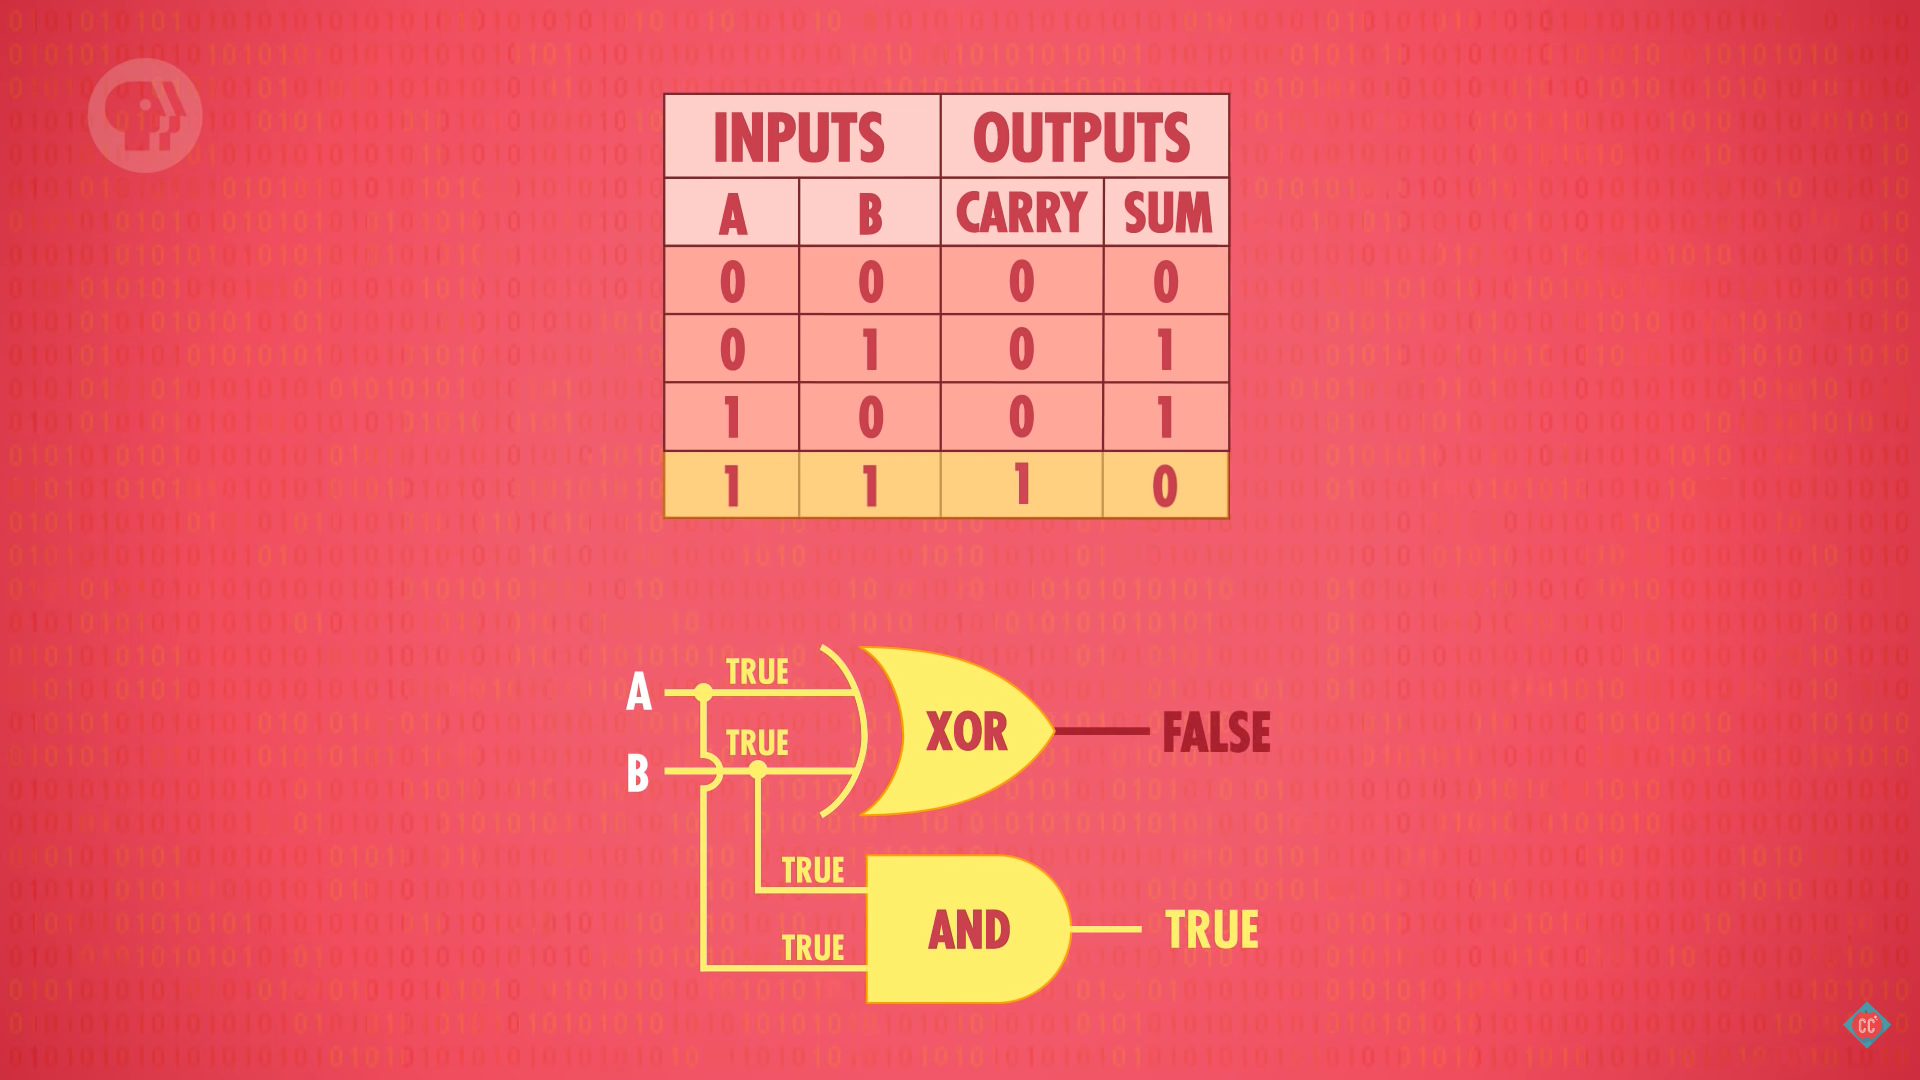 INPUTS OUTPUTS
A B CARRY SUM
0 0 0 0
0 1 0 1
1 0 0 1
1 1 1 0
A TRUE
XOR FALSE
B TRUE
TRUE
AND TRUE
TRUE
CC